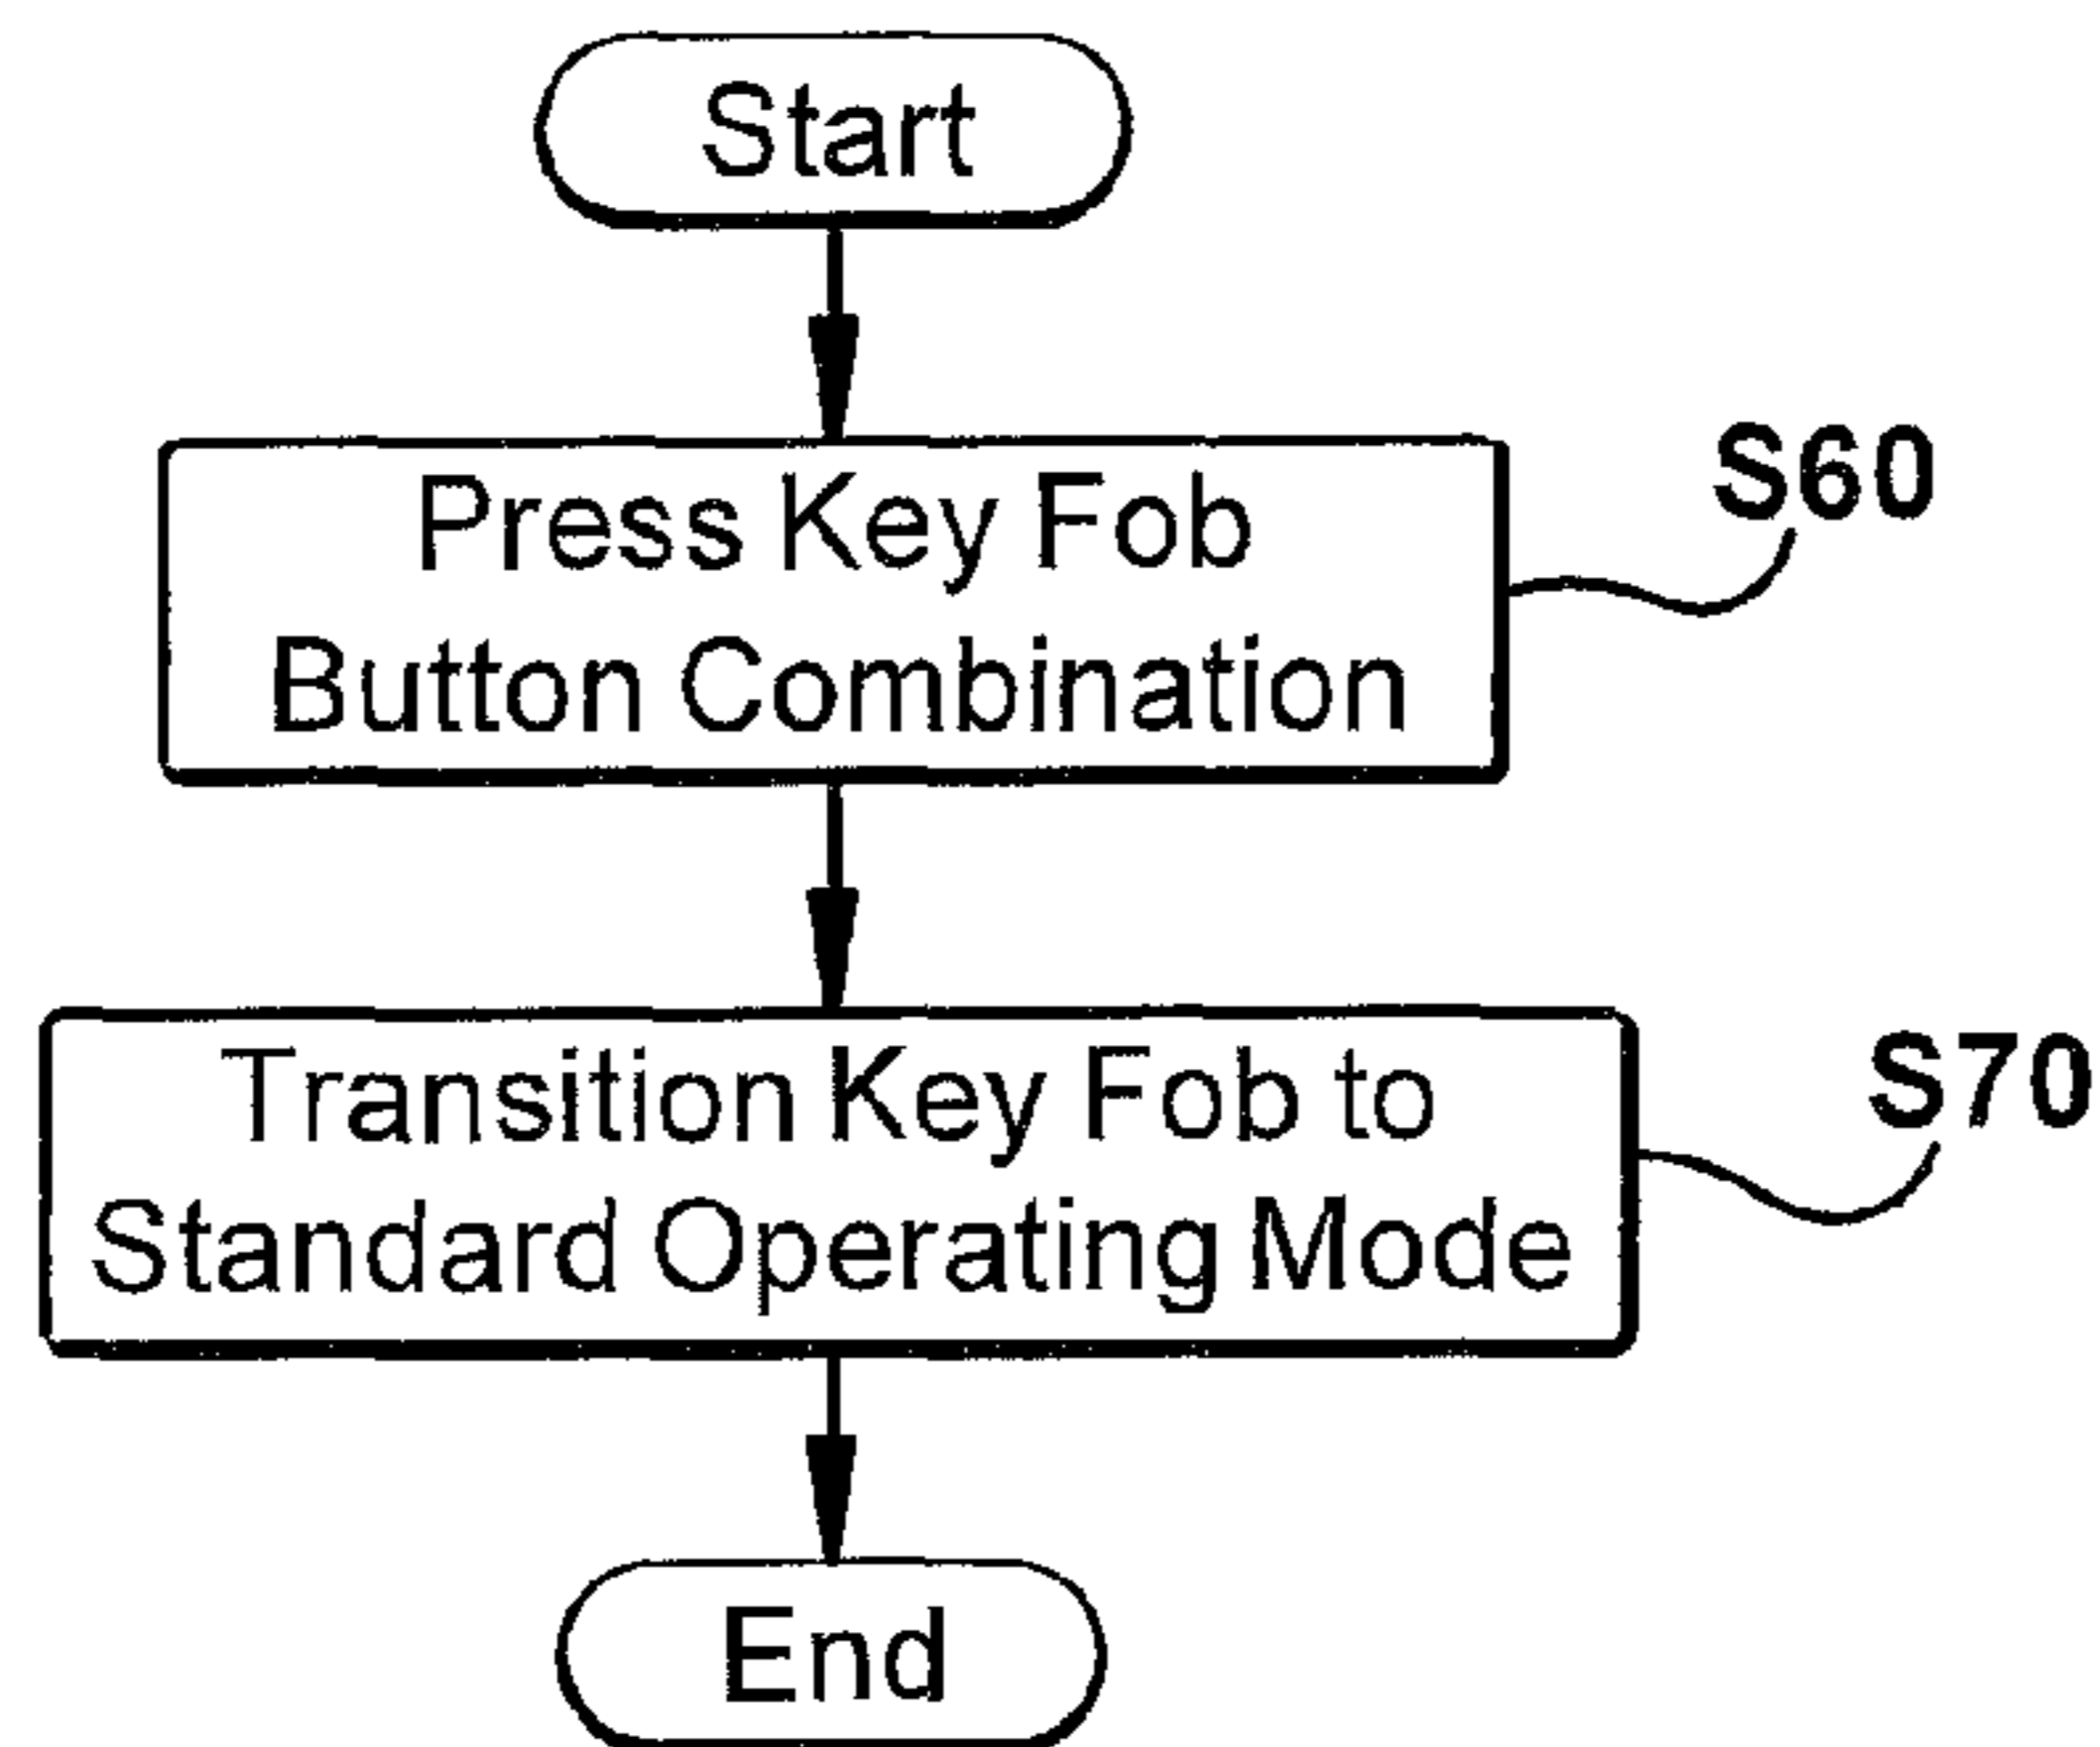 Start
S60
Press Key Fob
Button Combination
S70
Transition Key Fob to
Standard Operating Mode
End